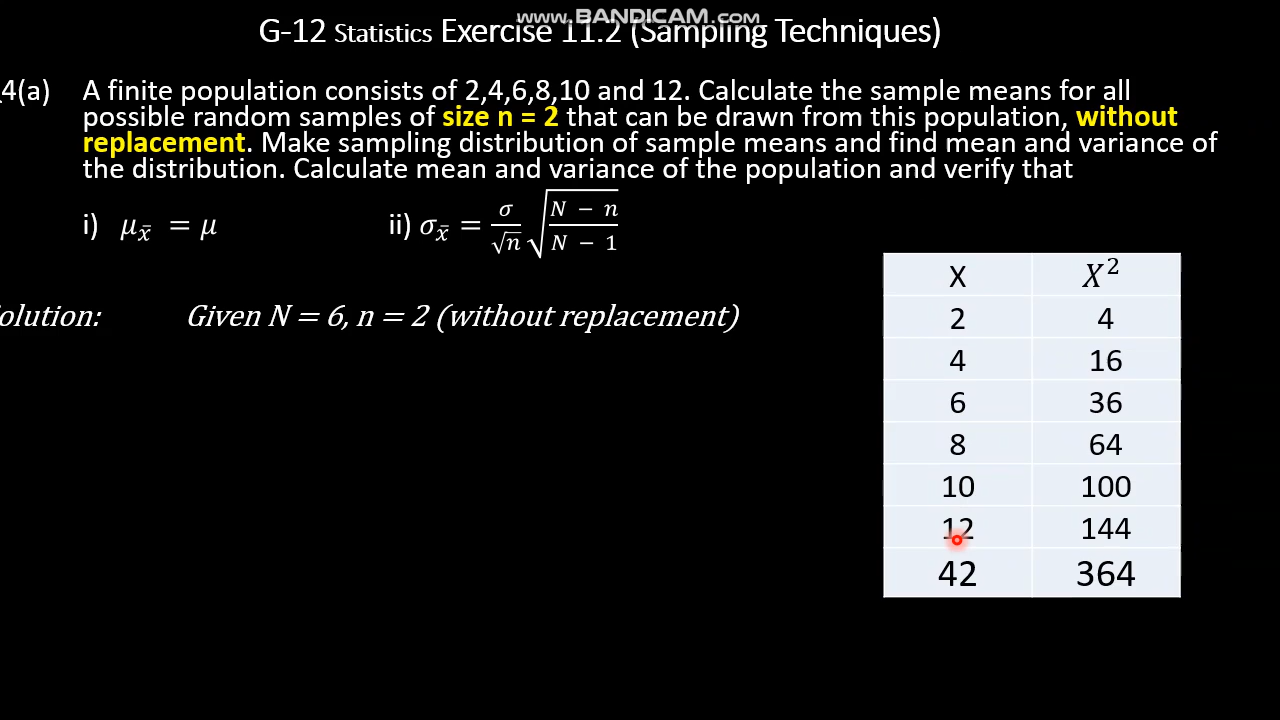 www.BANDICAM.com
G-12 Statistics Exercise 11.2 (Sampling Techniques)
4(a) A finite population consists of 2,4,6,8,10 and 12. Calculate the sample means for all
possible random samples of size n = 2 that can be drawn from this population, without
replacement. Make sampling distribution of sample means and find mean and variance of
the distribution. Calculate mean and variance of the population and verify that
i) μ_x̄ = μ ii) σ_x̄ = σ/√n √((N − n)/(N − 1))
olution: Given N = 6, n = 2 (without replacement)
X X²
2 4
4 16
6 36
8 64
10 100
12 144
42 364